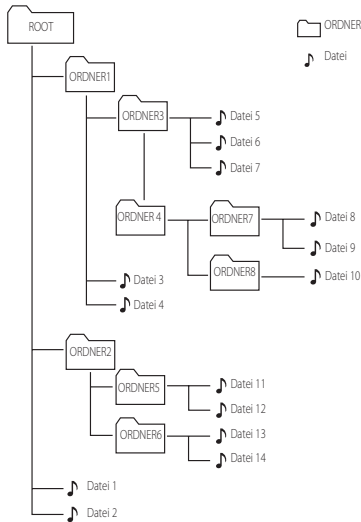 ROOT
ORDNER
Datei
ORDNER1
ORDNER3
Datei 5
Datei 6
Datei 7
ORDNER 4
ORDNER7
Datei 8
Datei 9
ORDNER8
Datei 10
Datei 3
Datei 4
ORDNER2
ORDNER5
Datei 11
Datei 12
ORDNER6
Datei 13
Datei 14
Datei 1
Datei 2